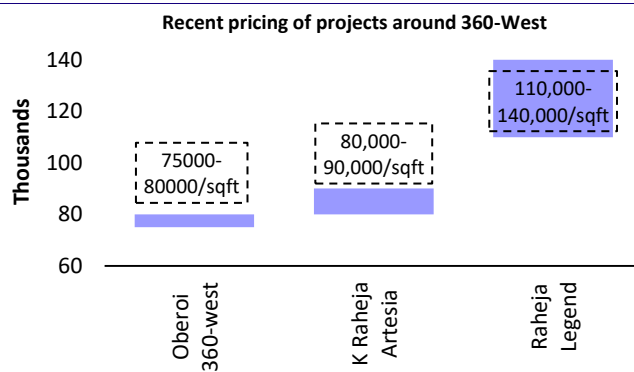 Recent pricing of projects around 360-West
Thousands
140
120
100
80
60
75000-
80000/sqft
80,000-
90,000/sqft
110,000-
140,000/sqft
Oberoi
360-west
K Raheja
Artesia
Raheja
Legend